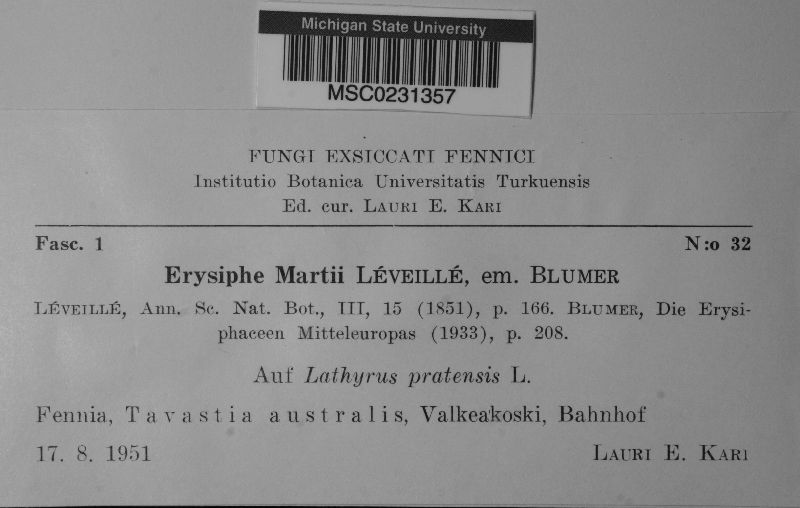 Michigan State University
MSC0231357
FUNGI EXSICCATI FENNICI
Institutio Botanica Universitatis Turkuensis
Ed. cur. LAURI E. KARI
Fasc. 1 N:o 32
Erysiphe Martii LÉVEILLÉ, em. BLUMER
LÉVEILLÉ, Ann. Sc. Nat. Bot., III, 15 (1851), p. 166. BLUMER, Die Erysi-
phaceen Mitteleuropas (1933), p. 208.
Auf Lathyrus pratensis L.
Fennia, Tavastia australis, Valkeakoski, Bahnhof
17. 8. 1951 LAURI E. KARI